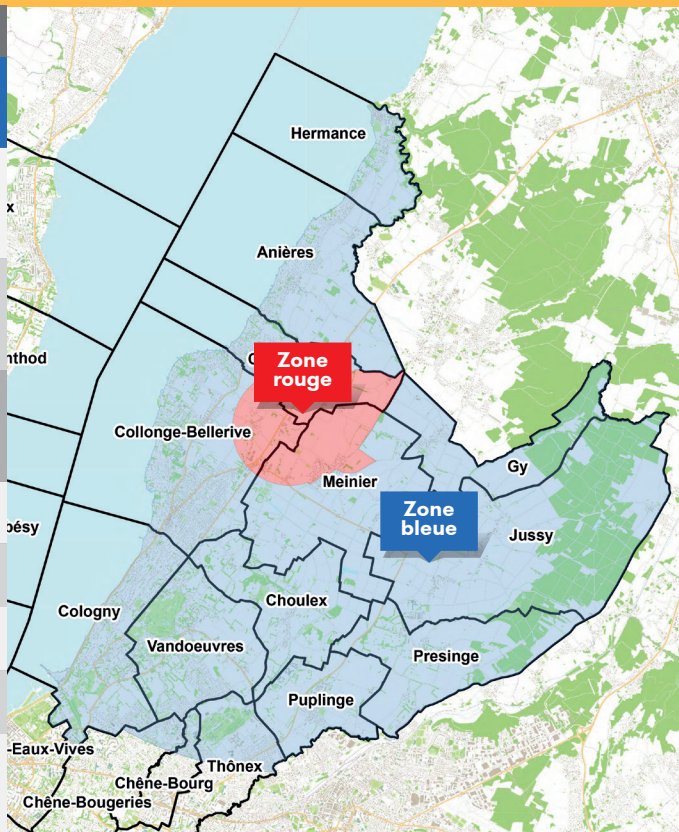 Hermance
x
Anières
nthod
C
Zone
rouge
Collonge-Bellerive
Meinier
Gy
Zone
bleue
Jussy
bésy
Choulex
Cologny
Vandoeuvres
Presinge
Puplinge
-Eaux-Vives
Thônex
Chêne-Bourg
Chêne-Bougeries